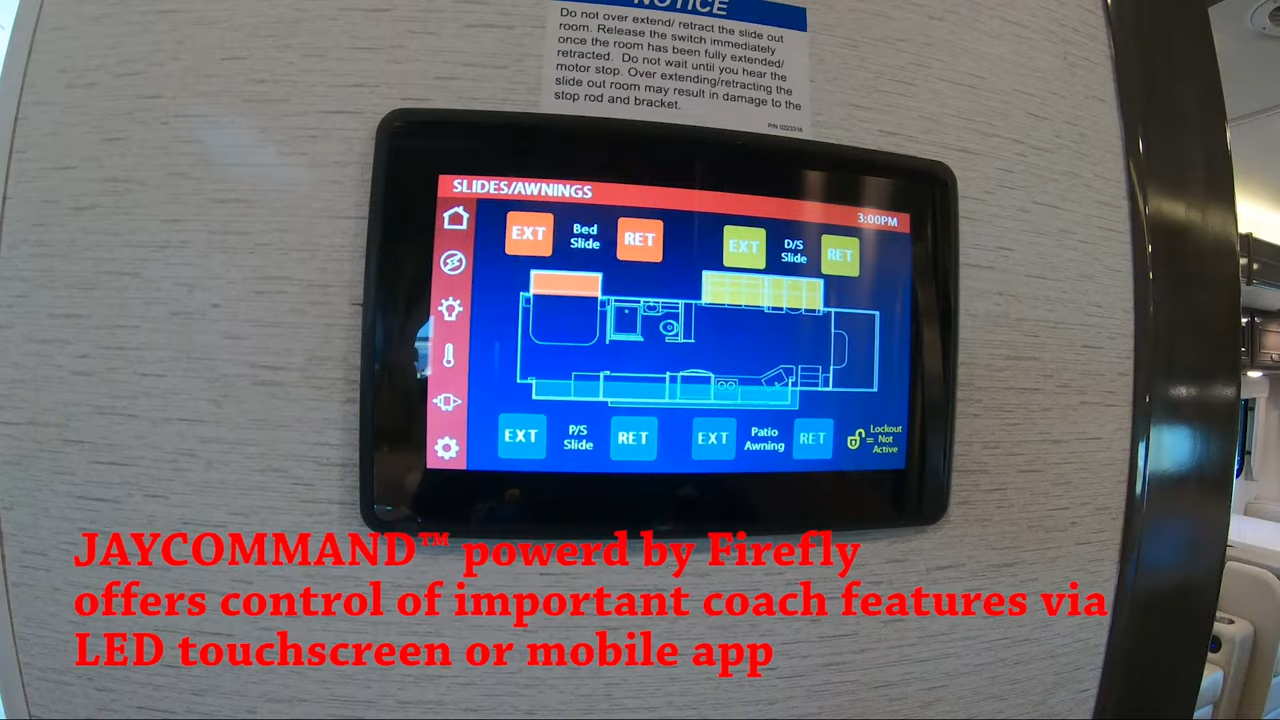 NOTICE
Do not over extend/ retract the slide out
room. Release the switch immediately
once the room has been fully extended/
retracted. Do not wait until you hear the
motor stop. Over extending/retracting the
slide out room may result in damage to the
stop rod and bracket.
P/N 0223316
SLIDES/AWNINGS
3:00PM
EXT Bed Slide RET
EXT D/S Slide RET
EXT P/S Slide RET
EXT Patio Awning RET
Lockout
= Not
Active
JAYCOMMAND™ powerd by Firefly
offers control of important coach features via
LED touchscreen or mobile app